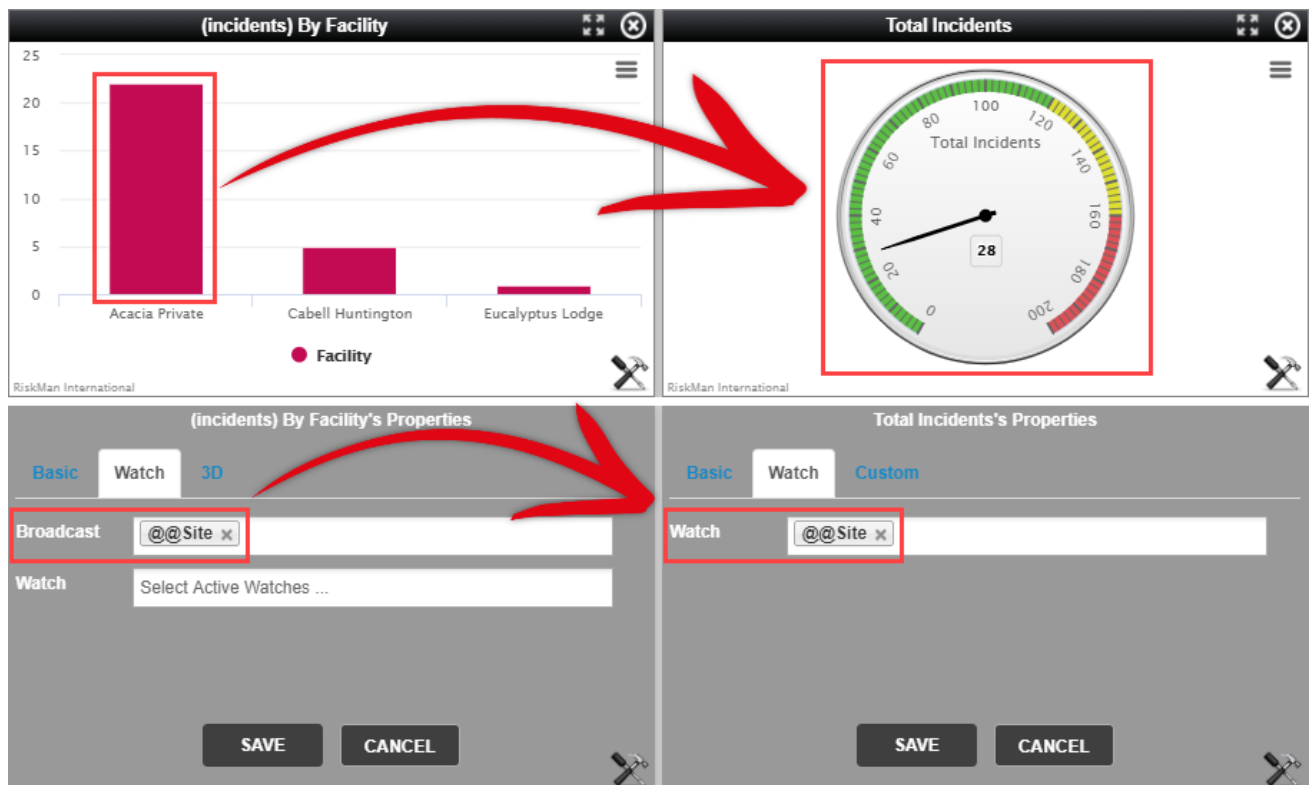 (incidents) By Facility
25
20
15
10
5
0
Acacia Private
Cabell Huntington
Eucalyptus Lodge
Facility
RiskMan International
Total Incidents
0
20
40
60
80
100
120
140
160
180
200
Total Incidents
28
RiskMan International
(incidents) By Facility's Properties
Basic Watch 3D
Broadcast @@Site ×
Watch Select Active Watches ...
SAVE CANCEL
Total Incidents's Properties
Basic Watch Custom
Watch @@Site ×
SAVE CANCEL